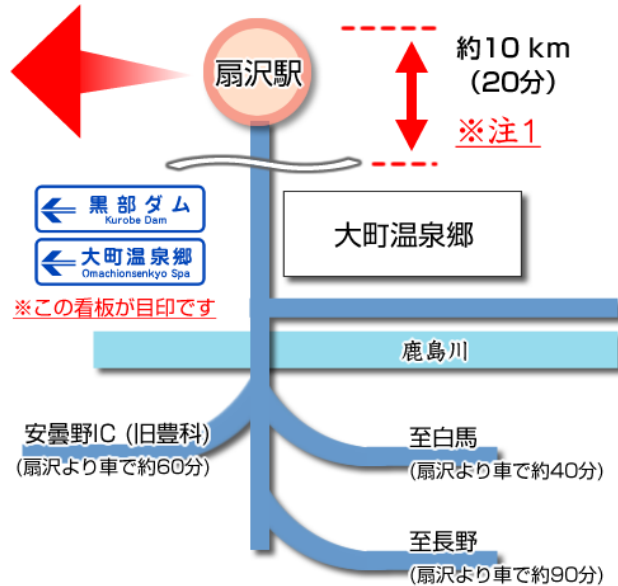 扇沢駅
約10 km
(20分)
※注1
黒部ダム
Kurobe Dam
大町温泉郷
Omachionsenkyo Spa
※この看板が目印です
大町温泉郷
鹿島川
安曇野IC (旧豊科)
(扇沢より車で約60分)
至白馬
(扇沢より車で約40分)
至長野
(扇沢より車で約90分)